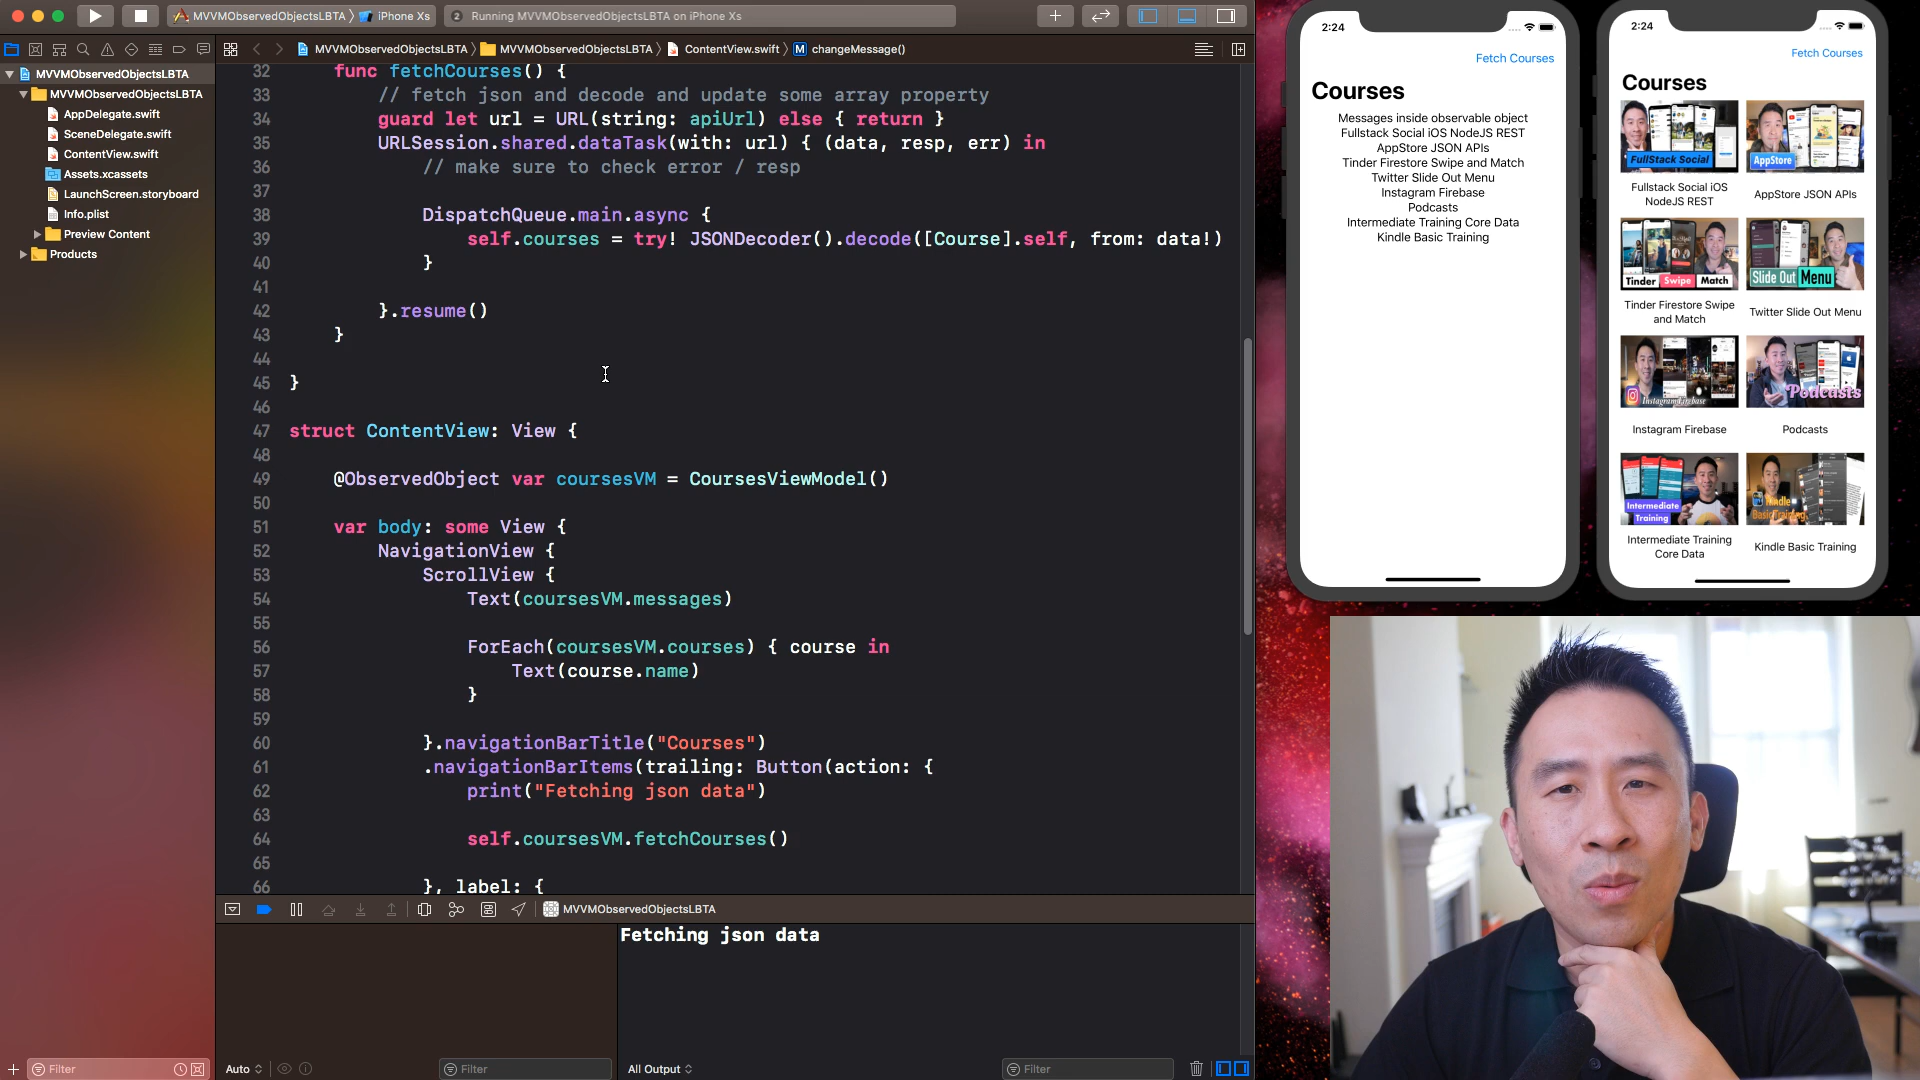 MVVMObservedObjectsLBTA
iPhone Xs
2
Running MVVMObservedObjectsLBTA on iPhone Xs
MVVMObservedObjectsLBTA
MVVMObservedObjectsLBTA
ContentView.swift
M
changeMessage()
MVVMObservedObjectsLBTA
MVVMObservedObjectsLBTA
AppDelegate.swift
SceneDelegate.swift
ContentView.swift
Assets.xcassets
LaunchScreen.storyboard
Info.plist
Preview Content
Products
Filter
32 func fetchCourses() {
33 // fetch json and decode and update some array property
34 guard let url = URL(string: apiUrl) else { return }
35 URLSession.shared.dataTask(with: url) { (data, resp, err) in
36 // make sure to check error / resp
37
38 DispatchQueue.main.async {
39 self.courses = try! JSONDecoder().decode([Course].self, from: data!)
40 }
41
42 }.resume()
43 }
44
45 }
46
47 struct ContentView: View {
48
49 @ObservedObject var coursesVM = CoursesViewModel()
50
51 var body: some View {
52 NavigationView {
53 ScrollView {
54 Text(coursesVM.messages)
55
56 ForEach(coursesVM.courses) { course in
57 Text(course.name)
58 }
59
60 }.navigationBarTitle("Courses")
61 .navigationBarItems(trailing: Button(action: {
62 print("Fetching json data")
63
64 self.coursesVM.fetchCourses()
65
66 }, label: {
MVVMObservedObjectsLBTA
Fetching json data
Auto
Filter
All Output
Filter
2:24
Fetch Courses
Courses
Messages inside observable object
Fullstack Social iOS NodeJS REST
AppStore JSON APIs
Tinder Firestore Swipe and Match
Twitter Slide Out Menu
Instagram Firebase
Podcasts
Intermediate Training Core Data
Kindle Basic Training
2:24
Fetch Courses
Courses
FullStack Social
AppStore
Fullstack Social iOS
NodeJS REST
AppStore JSON APIs
Tinder Swipe Match
Slide Out Menu
Tinder Firestore Swipe
and Match
Twitter Slide Out Menu
Instagram Firebase
Podcasts
Instagram Firebase
Podcasts
Intermediate
Training
Kindle
Basic Training
Intermediate Training
Core Data
Kindle Basic Training